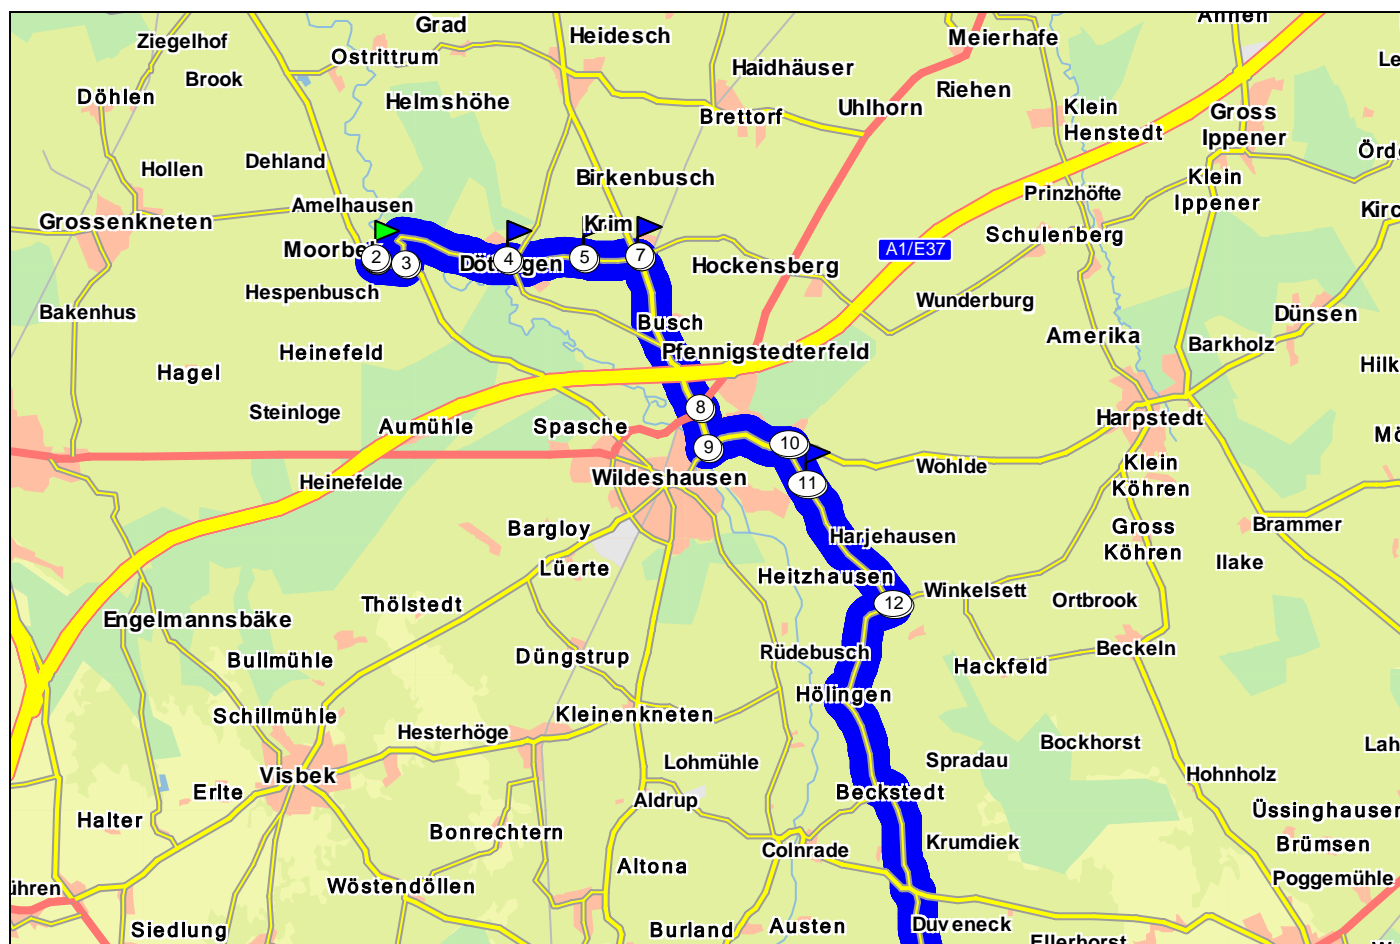 Grad
Heidesch
Annen
Ziegelhof
Meierhafe
Ostrittrum
Haidhäuser
Brook
Riehen
Döhlen
Helmshöhe
Uhlhorn
Klein
Henstedt
Gross
Ippener
Brettorf
Dehland
Hollen
Birkenbusch
Klein
Ippener
Prinzhöfte
Amelhausen
Grossenkneten
Krim
Schulenberg
Moorbe
A1/E37
2
3
4
5
7
Hockensberg
Hespenbusch
Wunderburg
Bakenhus
Dünsen
Busch
Amerika
Barkholz
Heinefeld
Pfennigstedterfeld
Hagel
Steinloge
8
Harpstedt
Aumühle
Spasche
9
10
Wohlde
Klein
Köhren
Wildeshausen
Heinefelde
11
Bargloy
Harjehausen
Gross
Köhren
Brammer
Ilake
Lüerte
Heitzhausen
Winkelsett
12
Thölstedt
Ortbrook
Engelmannsbäke
Beckeln
Bullmühle
Düngstrup
Rüdebusch
Hackfeld
Hölingen
Schillmühle
Kleinenkneten
Hesterhöge
Bockhorst
Lohmühle
Spradau
Visbek
Hohnholz
Erlte
Beckstedt
Aldrup
Üssinghauser
Halter
Bonrechtern
Krumdiek
Brümsen
Colnrade
Altona
Poggemühle
Wöstendöllen
Siedlung
Burland
Austen
Duveneck
Ellerhorst